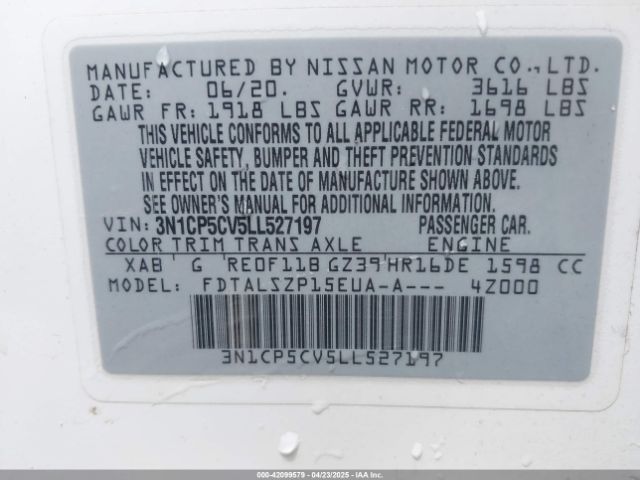 MANUFACTURED BY NISSAN MOTOR CO., LTD.
DATE: 06/20. GVWR: 3616 LBS
GAWR FR: 1918 LBS GAWR RR: 1698 LBS
THIS VEHICLE CONFORMS TO ALL APPLICABLE FEDERAL MOTOR
VEHICLE SAFETY, BUMPER AND THEFT PREVENTION STANDARDS
IN EFFECT ON THE DATE OF MANUFACTURE SHOWN ABOVE.
SEE OWNER'S MANUAL FOR ADDITIONAL INFORMATION.
VIN: 3N1CP5CV5LL527197 PASSENGER CAR.
COLOR TRIM TRANS AXLE ENGINE
XAB G RE0F11B GZ39 HR16DE 1598 CC
MODEL: FDTALSZP15EUA-A--- 4Z000
3N1CP5CV5LL527197
000-42099579 - 04/23/2025 - IAAI.COM